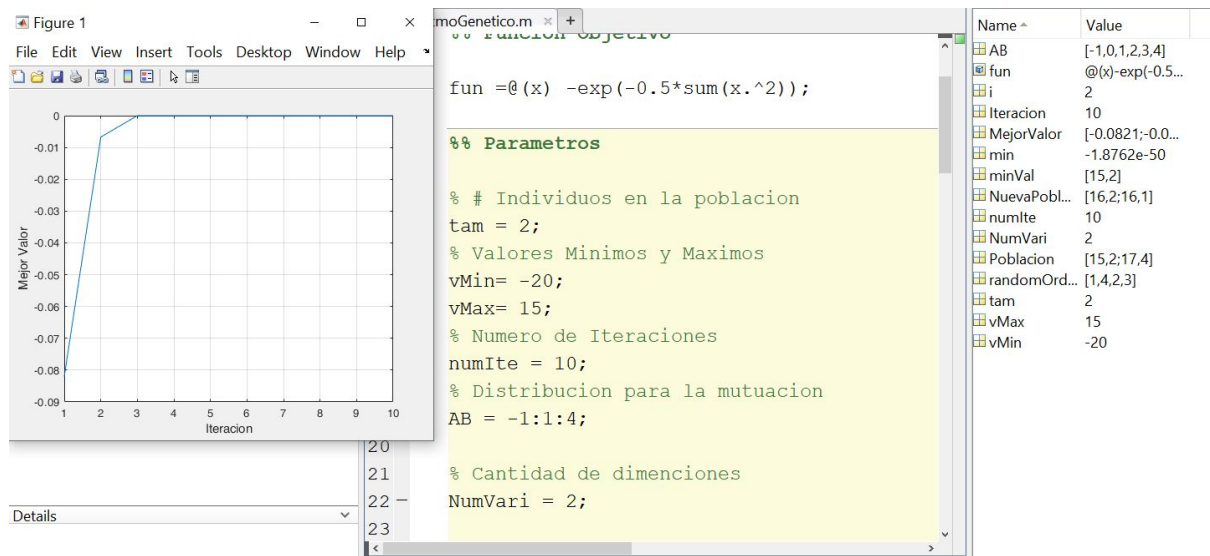 Figure 1
File Edit View Insert Tools Desktop Window Help
0
-0.01
-0.02
-0.03
-0.04
-0.05
-0.06
-0.07
-0.08
-0.09
Mejor Valor
1 2 3 4 5 6 7 8 9 10
Iteracion
Details
moGenetico.m × +
%% Funcion Objetivo
fun =@(x) -exp(-0.5*sum(x.^2));
%% Parametros
% # Individuos en la poblacion
tam = 2;
% Valores Minimos y Maximos
vMin= -20;
vMax= 15;
% Numero de Iteraciones
numIte = 10;
% Distribucion para la mutuacion
AB = -1:1:4;
20
21 % Cantidad de dimenciones
22 – NumVari = 2;
23
Name Value
AB [-1,0,1,2,3,4]
fun @(x)-exp(-0.5...
i 2
Iteracion 10
MejorValor [-0.0821;-0.0...
min -1.8762e-50
minVal [15,2]
NuevaPobl... [16,2;16,1]
numIte 10
NumVari 2
Poblacion [15,2;17,4]
randomOrd... [1,4,2,3]
tam 2
vMax 15
vMin -20